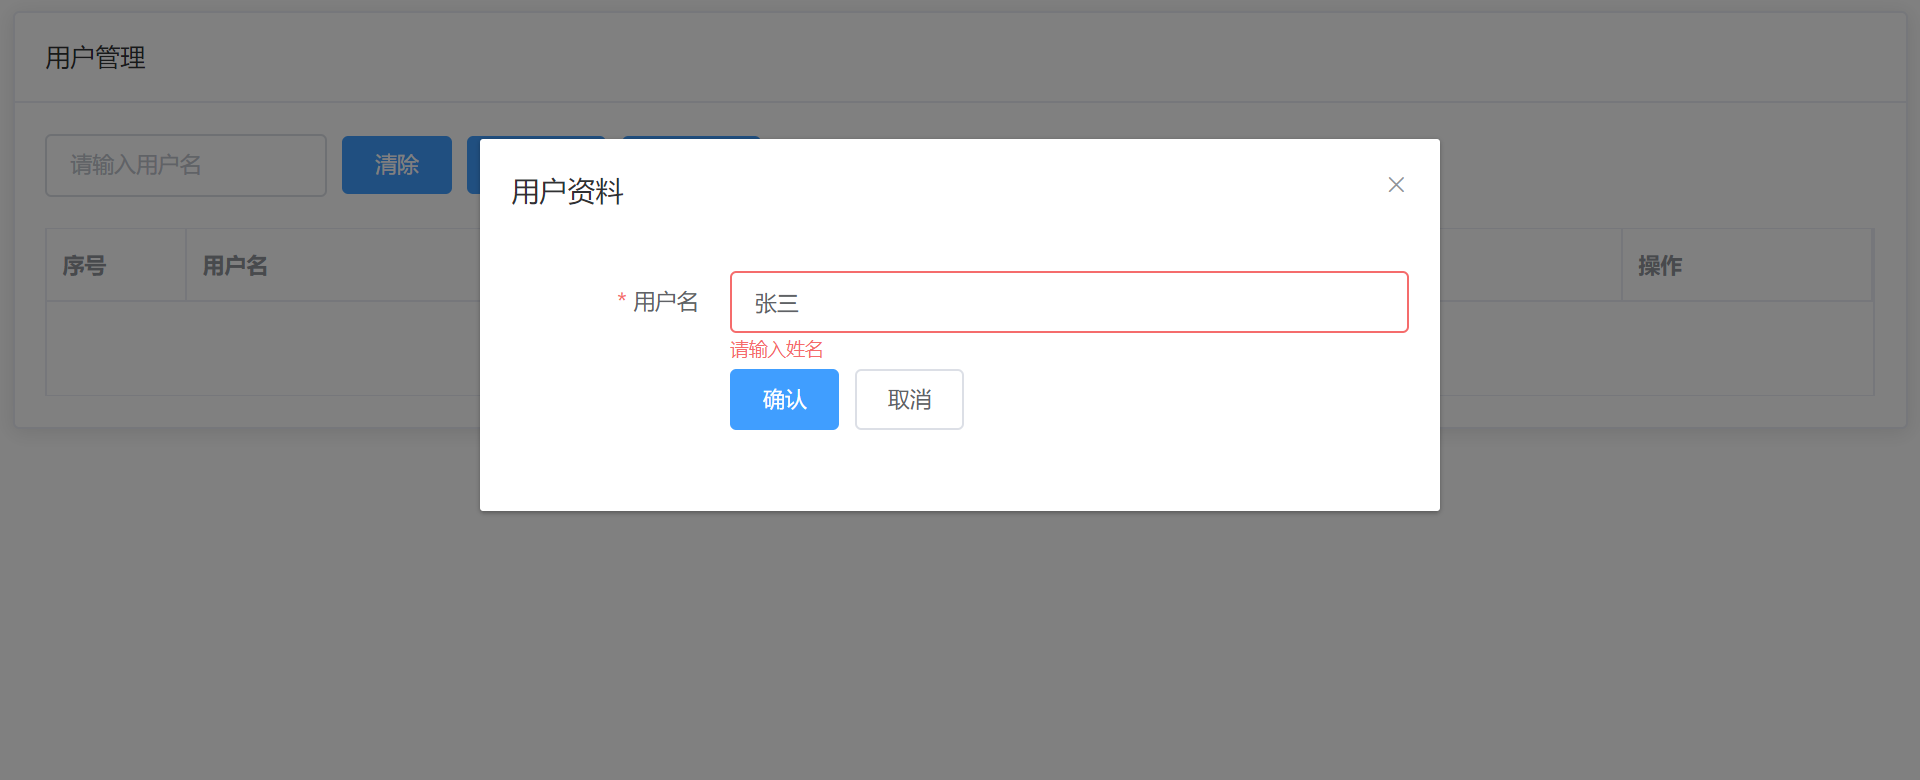 用户管理
请输入用户名
清除
序号
用户名
操作
用户资料
* 用户名
张三
请输入姓名
确认
取消